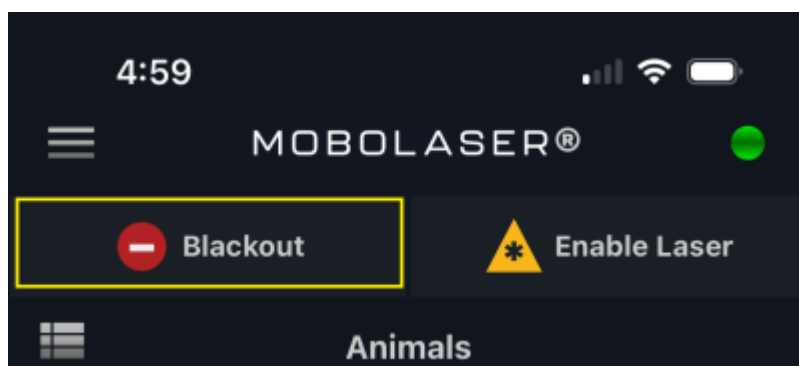 4:59
MOBOLASER®
Blackout
Enable Laser
Animals